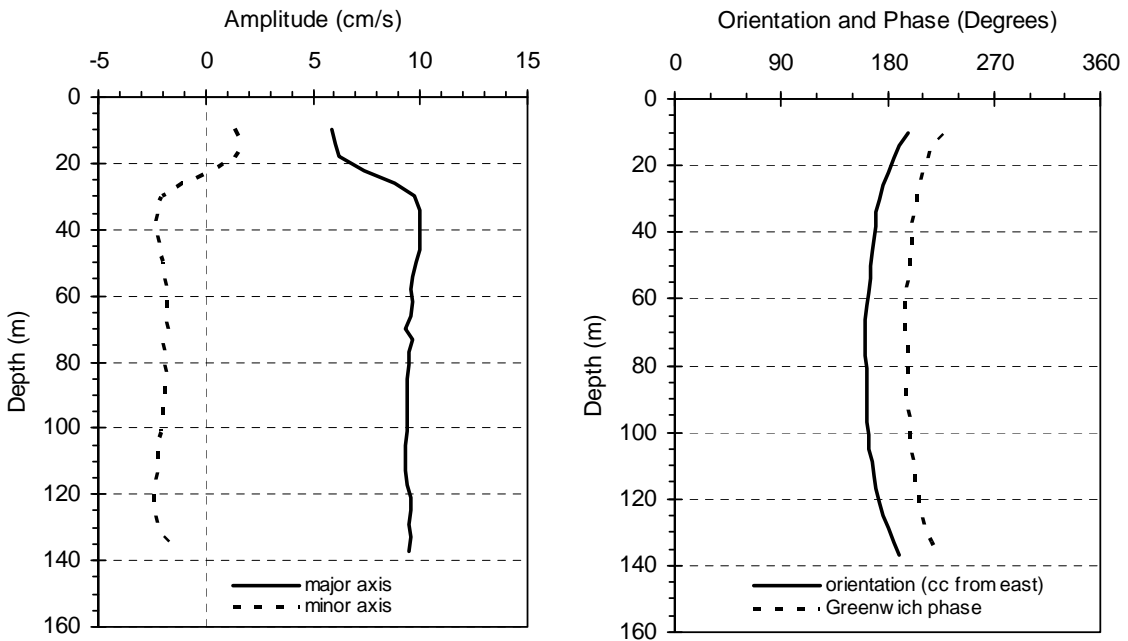 Amplitude (cm/s)
-5 0 5 10 15
0
20
40
60
80
100
120
140
160
Depth (m)
major axis
minor axis
Orientation and Phase (Degrees)
0 90 180 270 360
0
20
40
60
80
100
120
140
160
Depth (m)
orientation (cc from east)
Greenwich phase